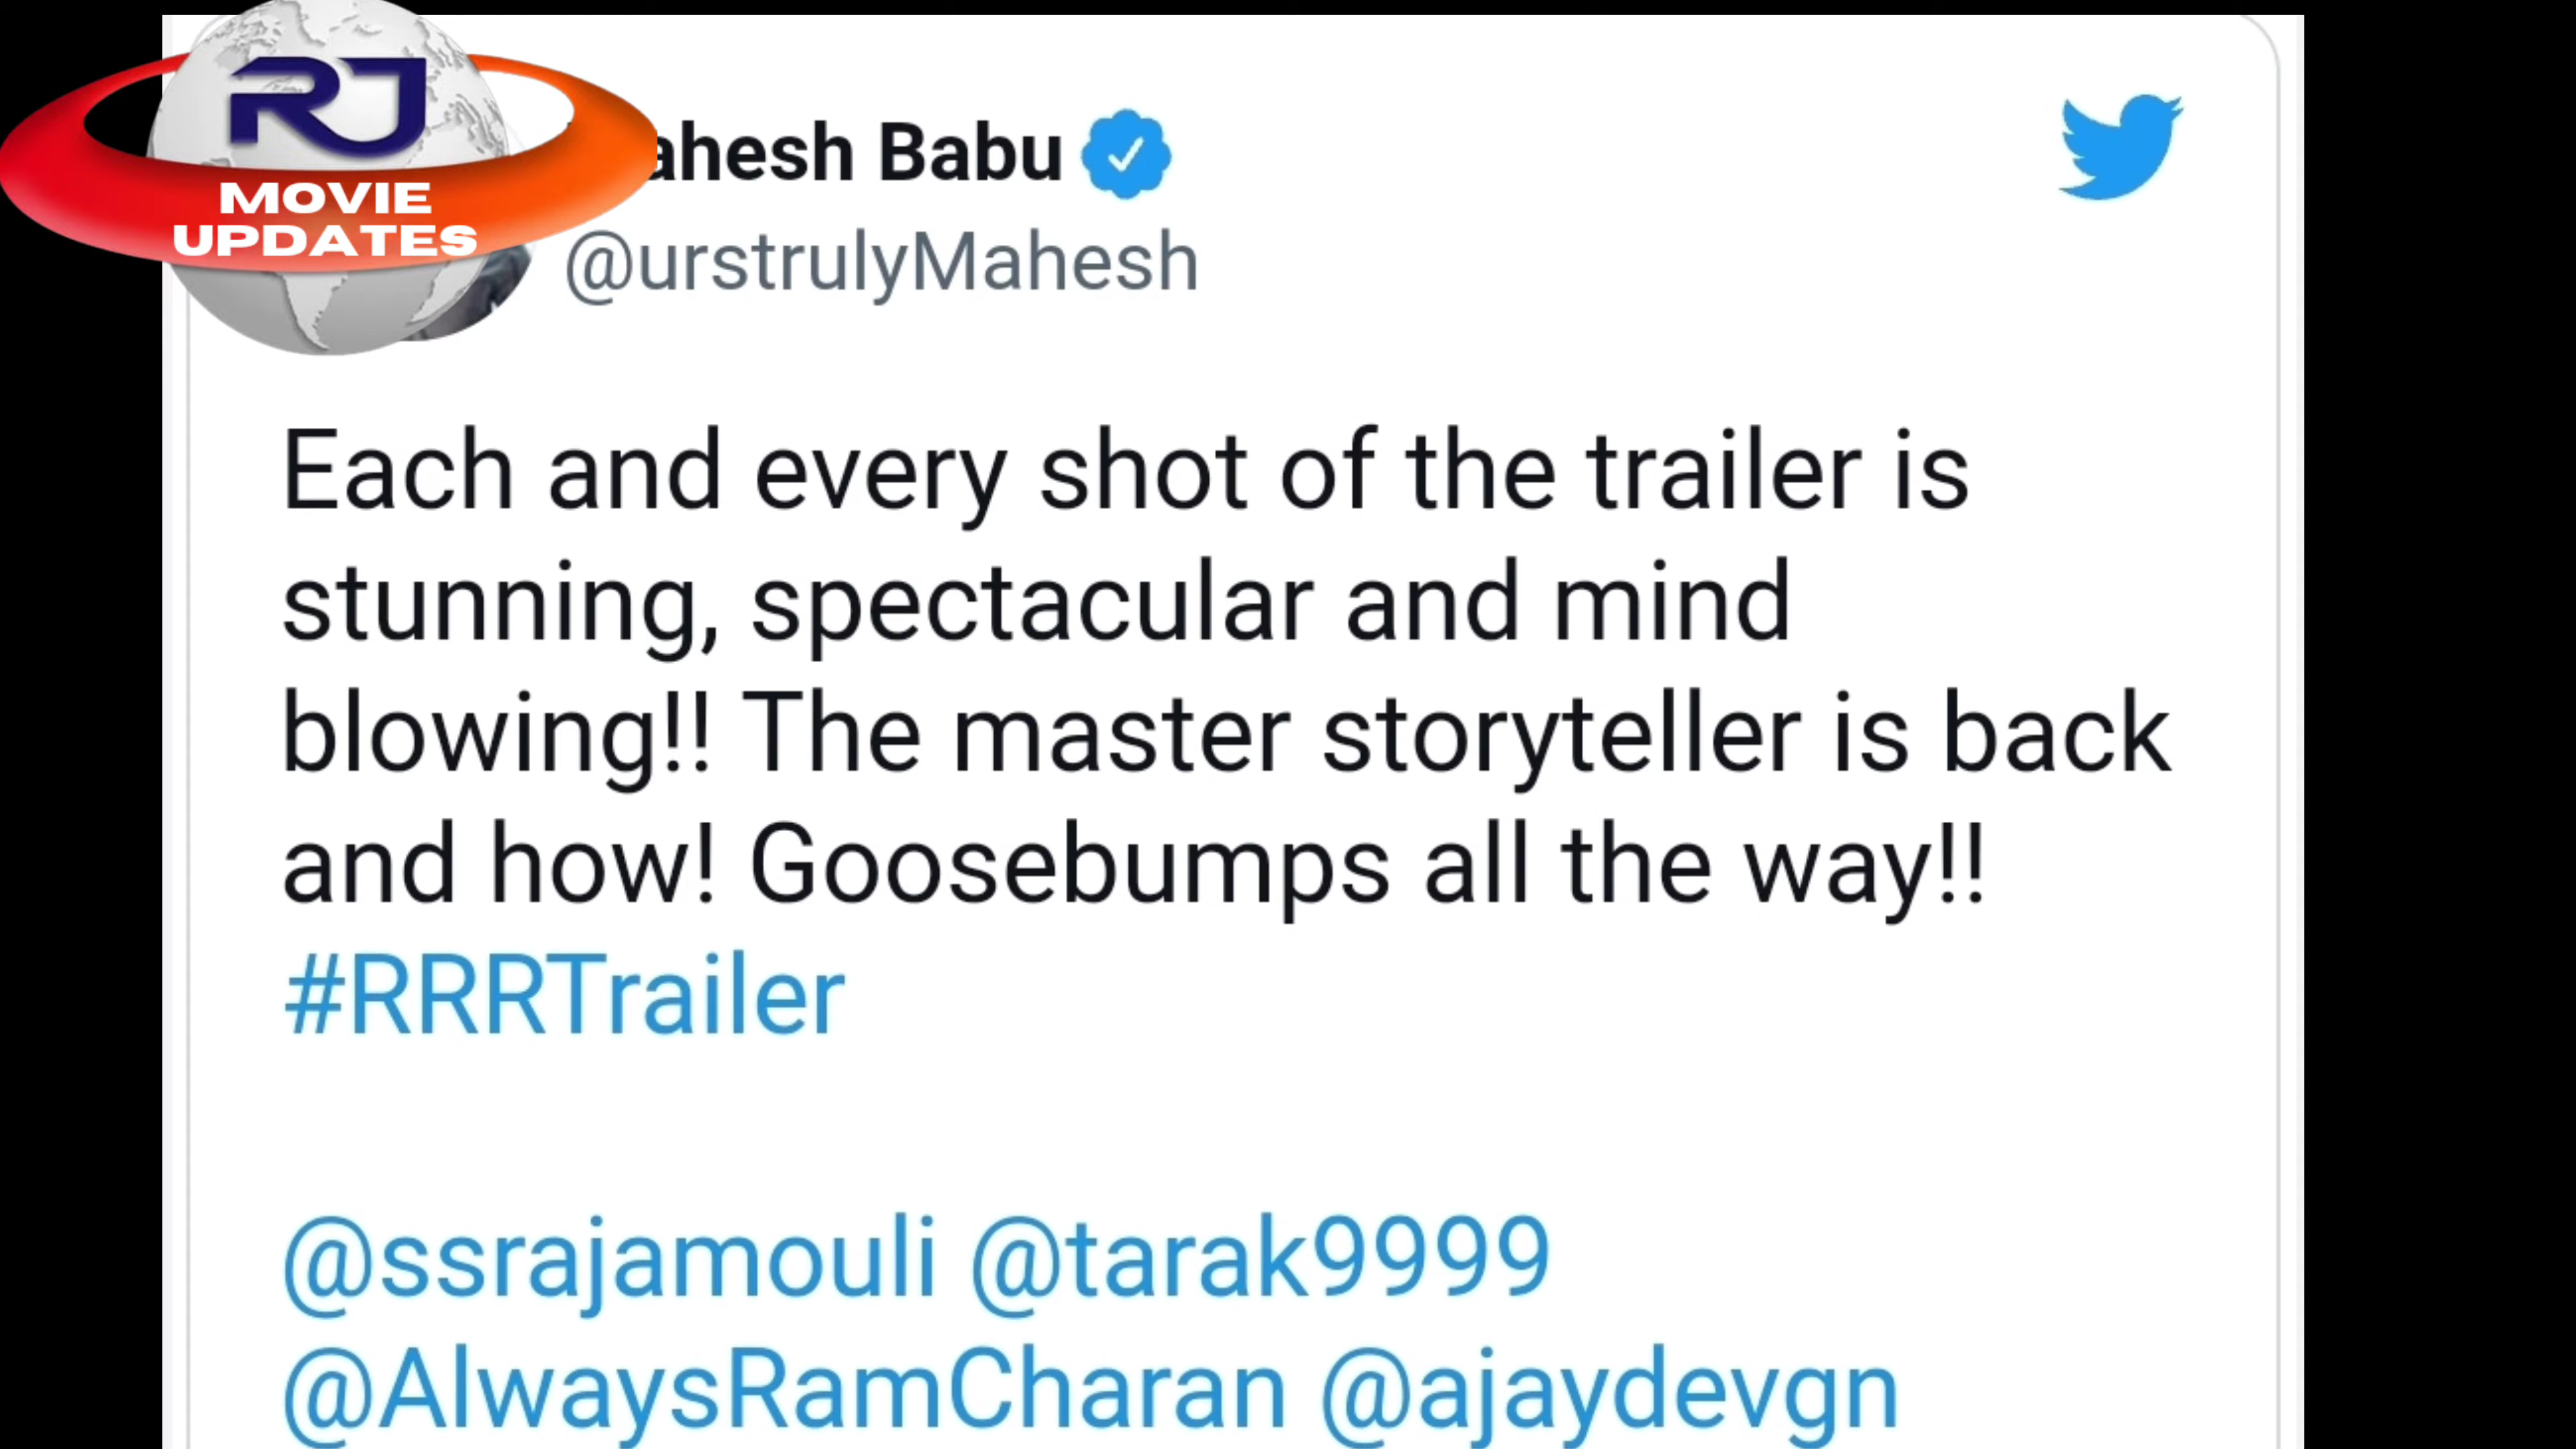 RJ
MOVIE
UPDATES
ahesh Babu
@urstrulyMahesh
Each and every shot of the trailer is
stunning, spectacular and mind
blowing!! The master storyteller is back
and how! Goosebumps all the way!!
#RRRTrailer
@ssrajamouli @tarak9999
@AlwaysRamCharan @ajaydevgn